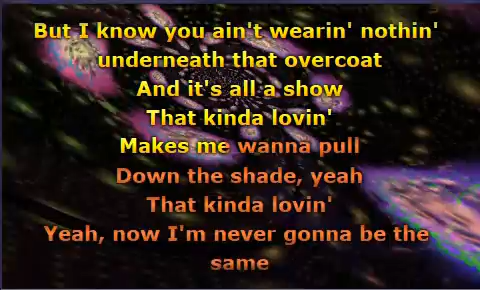 But I know you ain't wearin' nothin'
underneath that overcoat
And it's all a show
That kinda lovin'
Makes me wanna pull
Down the shade, yeah
That kinda lovin'
Yeah, now I'm never gonna be the
same